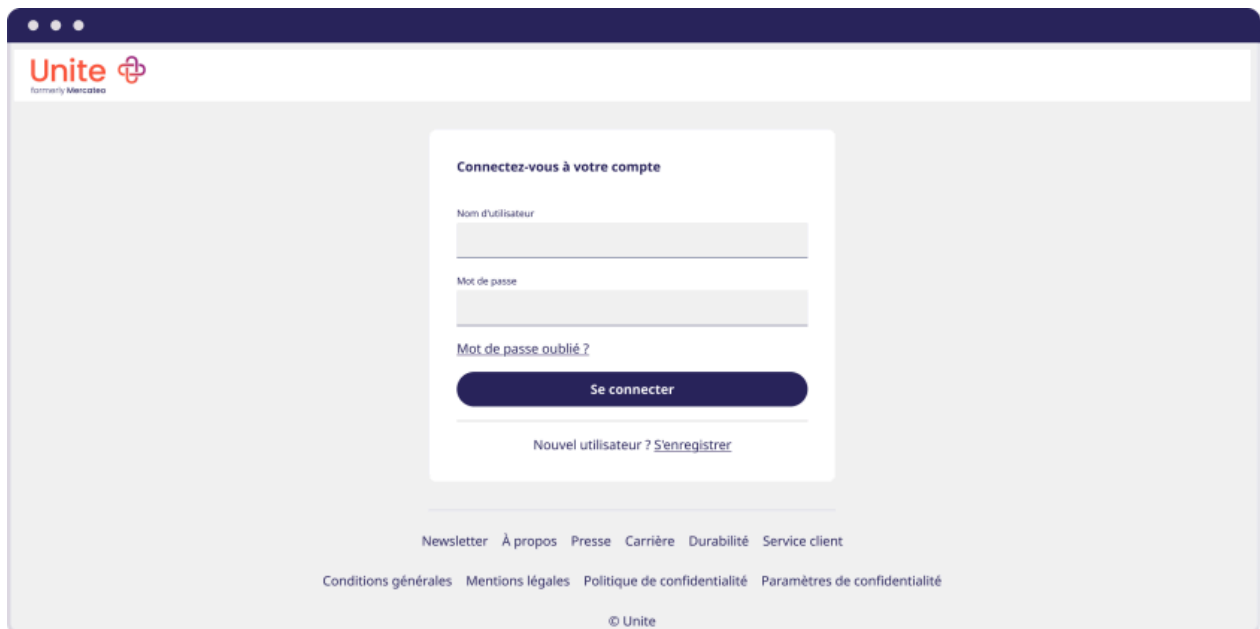 Unite
formerly Mercateo
Connectez-vous à votre compte
Nom d'utilisateur
Mot de passe
Mot de passe oublié ?
Se connecter
Nouvel utilisateur ? S'enregistrer
Newsletter À propos Presse Carrière Durabilité Service client
Conditions générales Mentions légales Politique de confidentialité Paramètres de confidentialité
© Unite